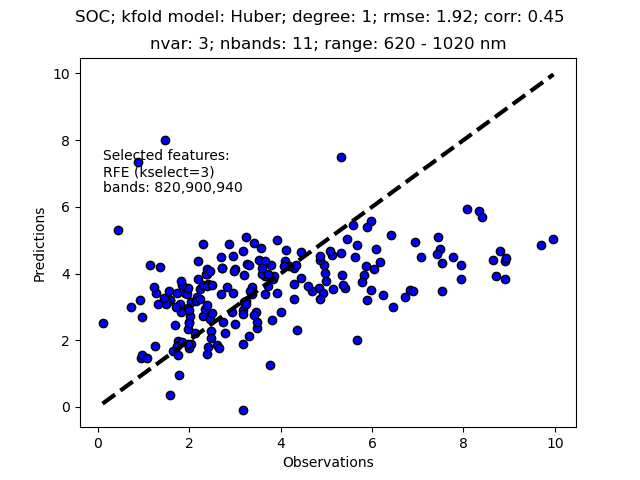 SOC; kfold model: Huber; degree: 1; rmse: 1.92; corr: 0.45
nvar: 3; nbands: 11; range: 620 - 1020 nm
Selected features:
RFE (kselect=3)
bands: 820,900,940
Predictions
10
8
6
4
2
0
0 2 4 6 8 10
Observations